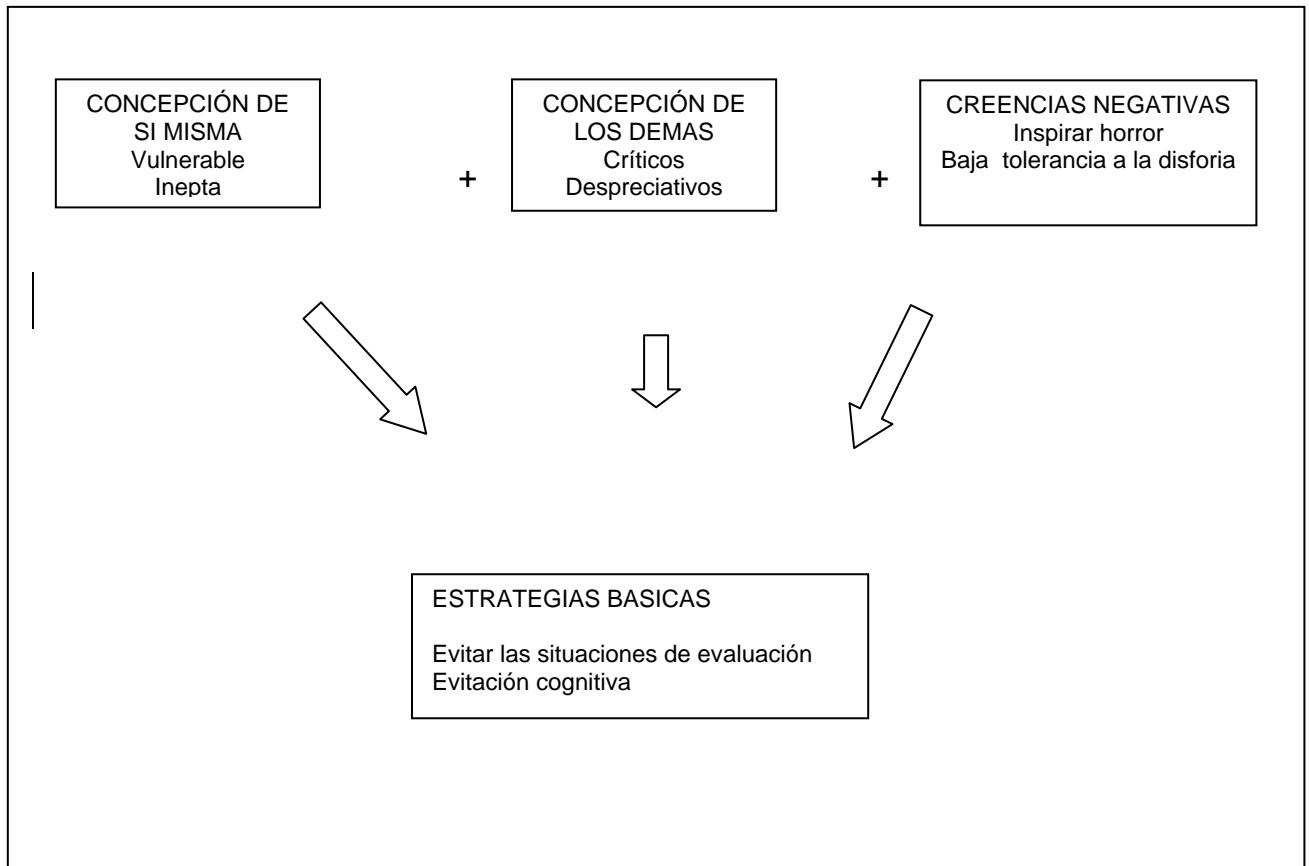 CONCEPCIÓN DE
SI MISMA
Vulnerable
Inepta
+
CONCEPCIÓN DE
LOS DEMAS
Críticos
Despreciativos
+
CREENCIAS NEGATIVAS
Inspirar horror
Baja tolerancia a la disforia
ESTRATEGIAS BASICAS
Evitar las situaciones de evaluación
Evitación cognitiva